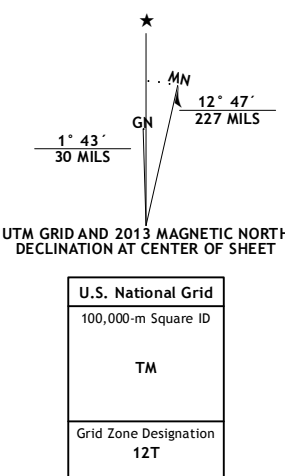 ★
MN
GN
12° 47´
227 MILS
1° 43´
30 MILS
UTM GRID AND 2013 MAGNETIC NORTH
DECLINATION AT CENTER OF SHEET
U.S. National Grid
100,000-m Square ID
TM
Grid Zone Designation
12T